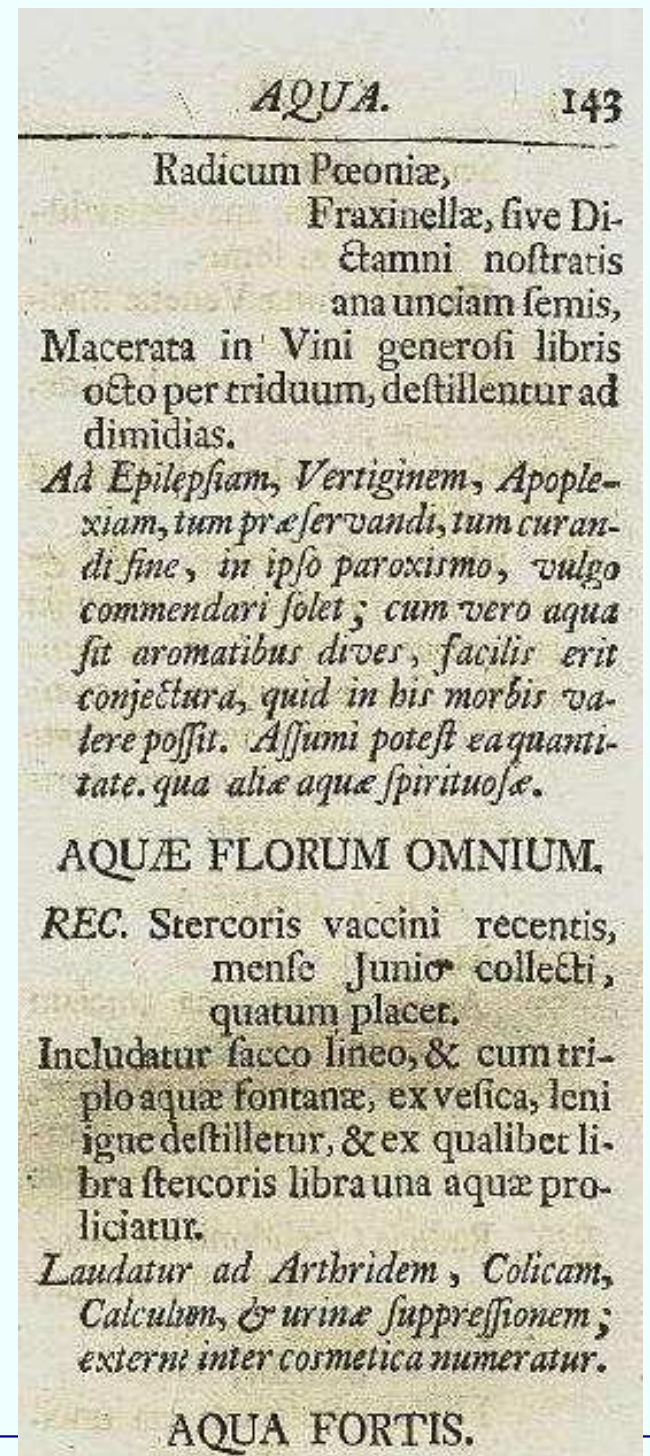 AQUA. 143
Radicum Pœoniæ,
Fraxinellæ, ſive Di-
ctamni noſtratis
ana unciam ſemis,
Macerata in Vini generoſi libris
octo per triduum, deſtillentur ad
dimidias.
Ad Epilepſiam, Vertiginem, Apople-
xiam, tum præſervandi, tum curan-
di fine, in ipſo paroxiſmo, vulgo
commendari ſolet; cum vero aqua
ſit aromatibus dives, facilis erit
conjectura, quid in his morbis va-
lere poſſit. Aſſumi poteſt ea quanti-
tate. qua aliæ aquæ ſpirituoſæ.
AQUÆ FLORUM OMNIUM.
REC. Stercoris vaccini recentis,
menſe Junio collecti,
quatum placet.
Includatur ſacco lineo, & cum tri-
plo aquæ fontanæ, ex veſica, leni
igne deſtilletur, & ex qualibet li-
bra ſtercoris libra una aquæ pro-
liciatur.
Laudatur ad Arthridem, Colicam,
Calculum, & urinæ ſuppreſſionem;
externe inter coſmetica numeratur.
AQUA FORTIS.